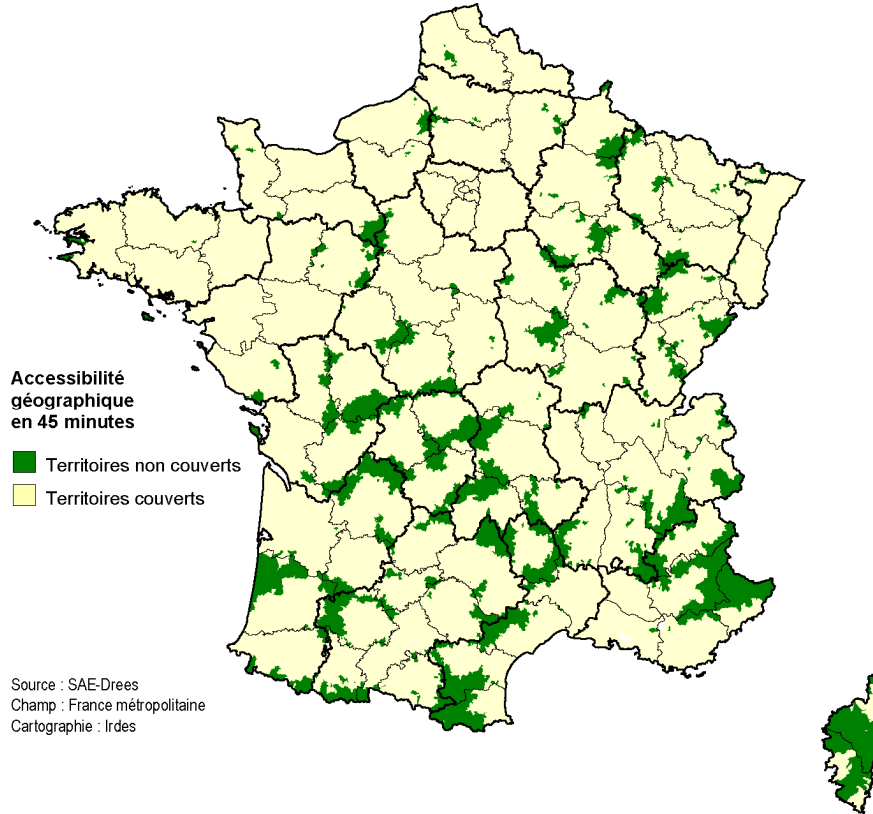 Accessibilité
géographique
en 45 minutes
Territoires non couverts
Territoires couverts
Source : SAE-Drees
Champ : France métropolitaine
Cartographie : Irdes